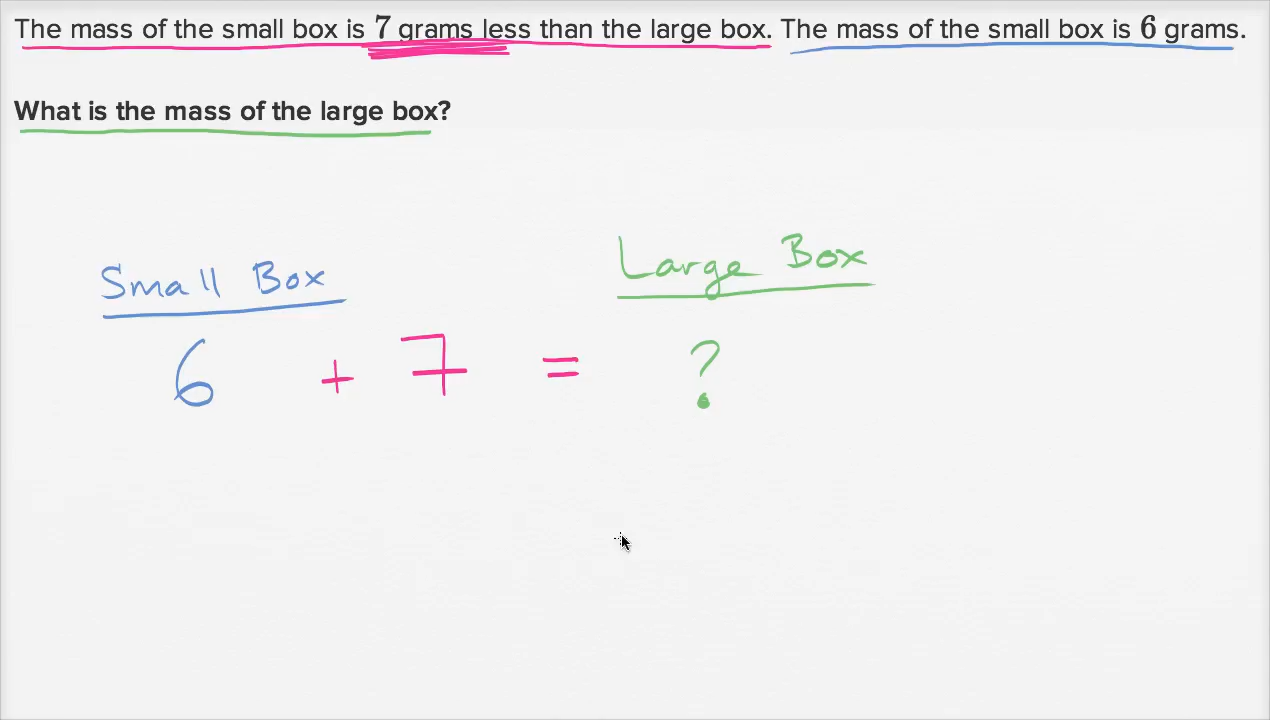 The mass of the small box is 7 grams less than the large box. The mass of the small box is 6 grams.
What is the mass of the large box?
Small Box Large Box
6 + 7 = ?